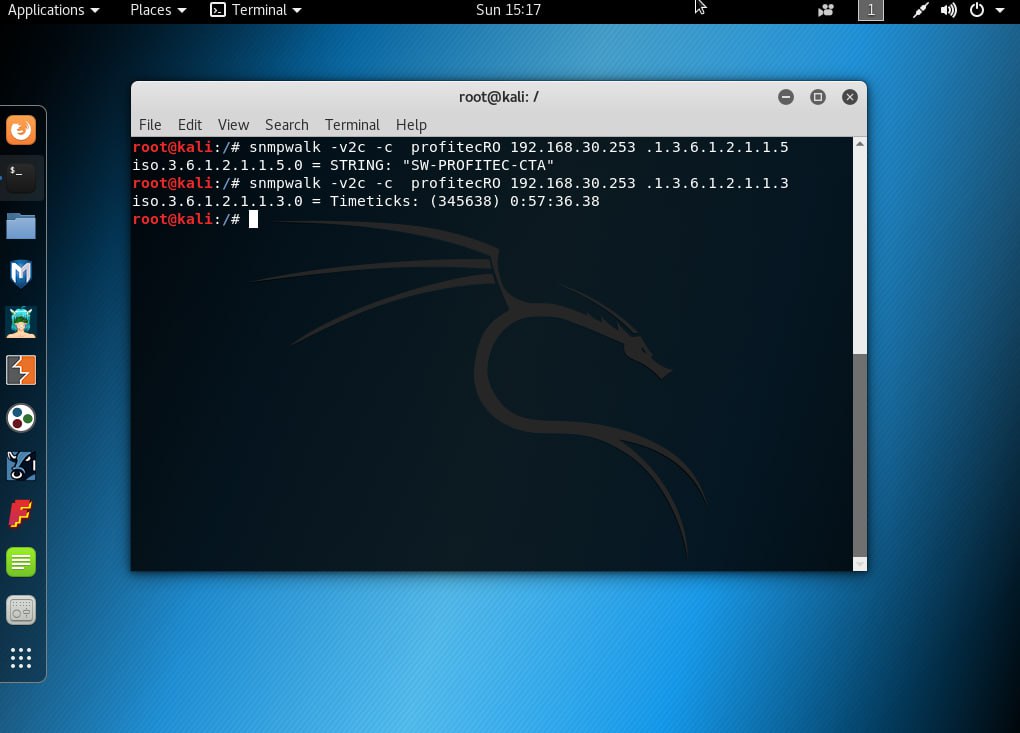 Applications Places Terminal Sun 15:17 1
root@kali: /
File Edit View Search Terminal Help
root@kali:/# snmpwalk -v2c -c  profitecRO 192.168.30.253 .1.3.6.1.2.1.1.5
iso.3.6.1.2.1.1.5.0 = STRING: "SW-PROFITEC-CTA"
root@kali:/# snmpwalk -v2c -c  profitecRO 192.168.30.253 .1.3.6.1.2.1.1.3
iso.3.6.1.2.1.1.3.0 = Timeticks: (345638) 0:57:36.38
root@kali:/#